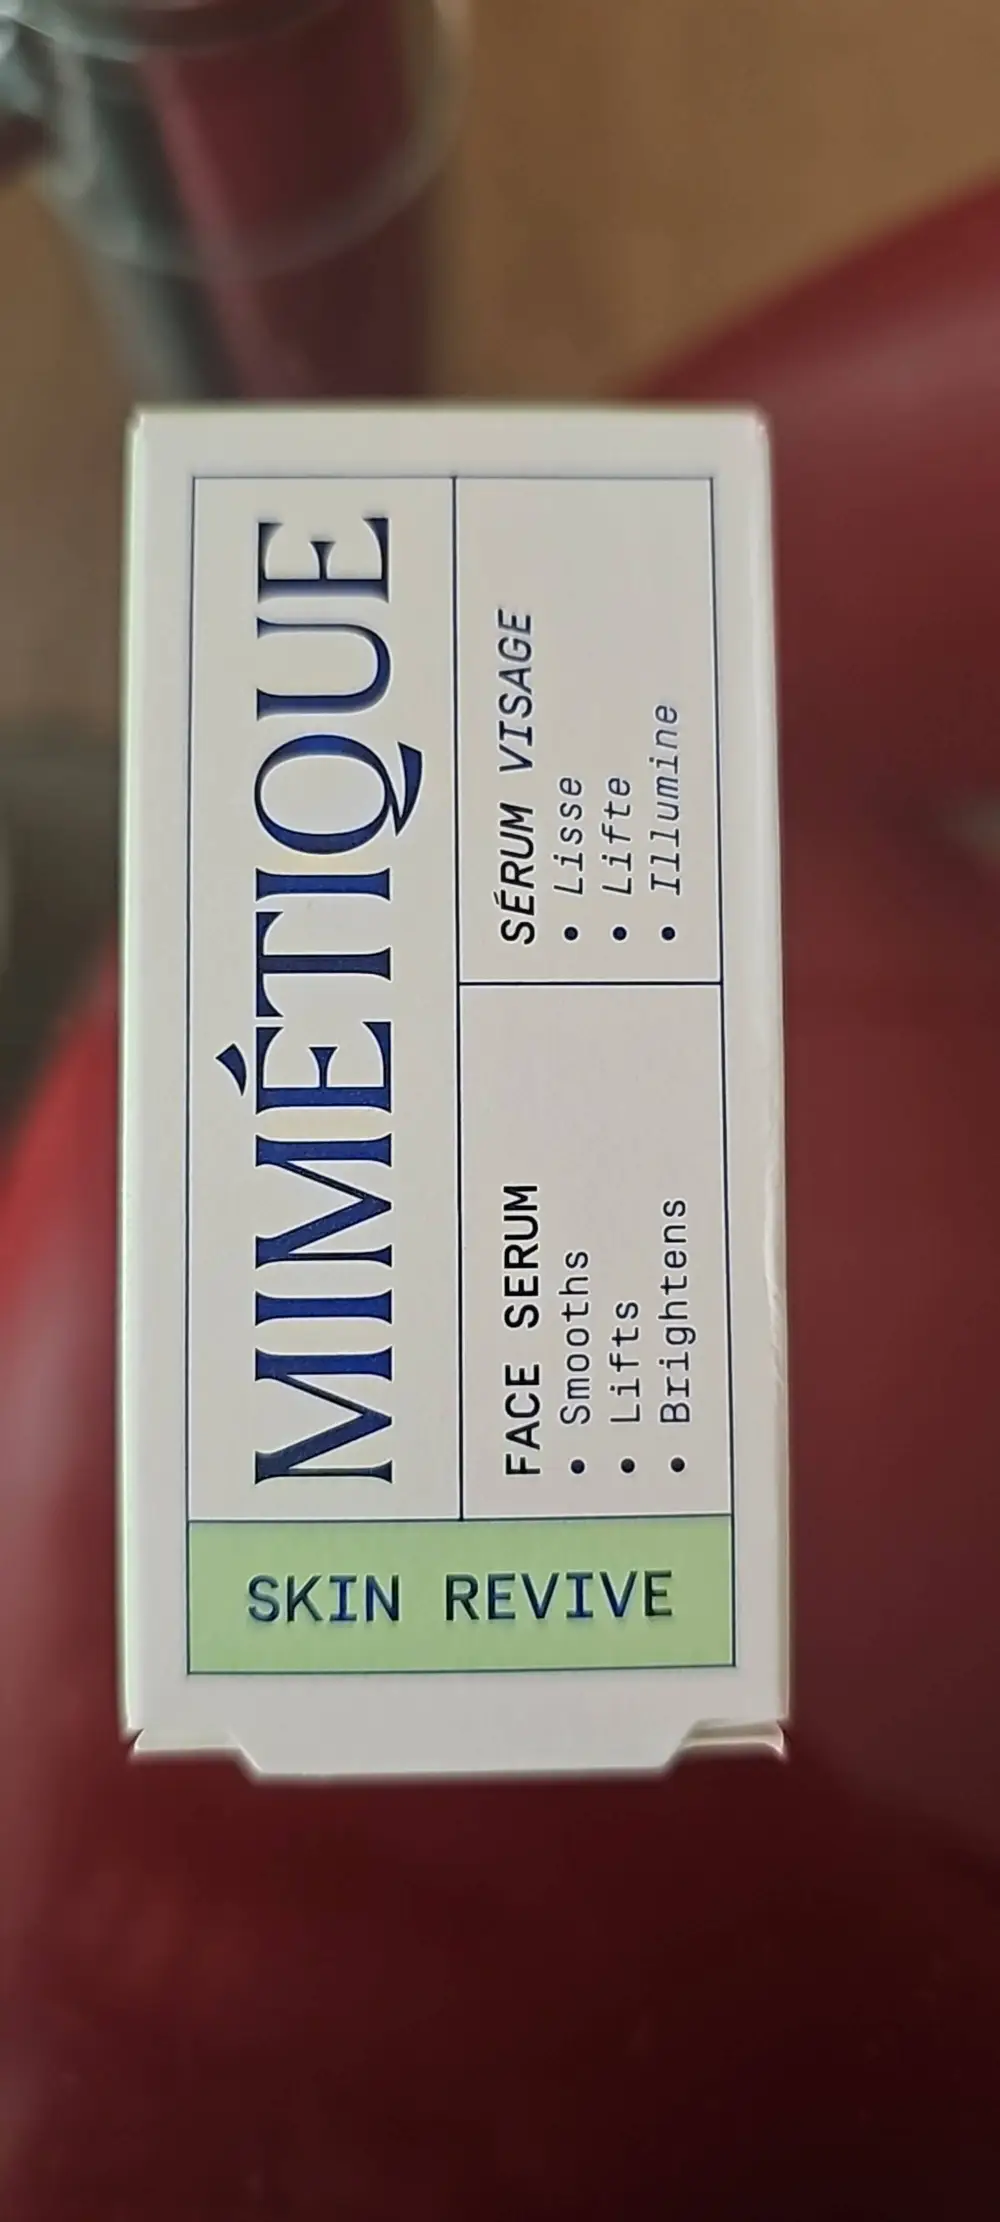 MIMÉTIQUE
FACE SERUM
• Smooths
• Lifts
• Brightens
SÉRUM VISAGE
• Lisse
• Lifte
• Illumine
SKIN REVIVE